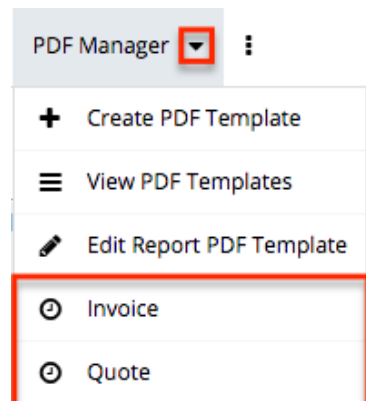 PDF Manager
Create PDF Template
View PDF Templates
Edit Report PDF Template
Invoice
Quote